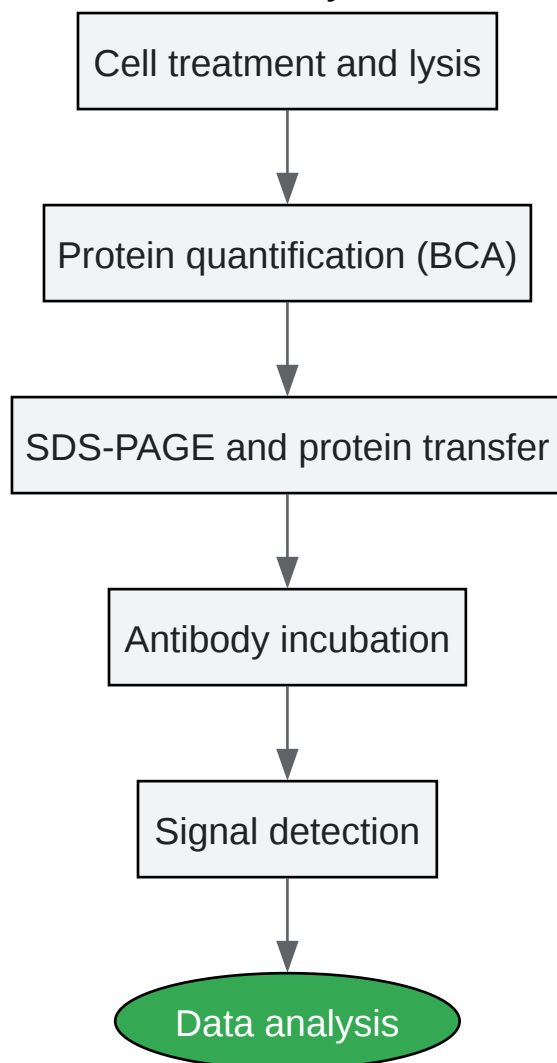 Cell treatment and lysis
Protein quantification (BCA)
SDS-PAGE and protein transfer
Antibody incubation
Signal detection
Data analysis